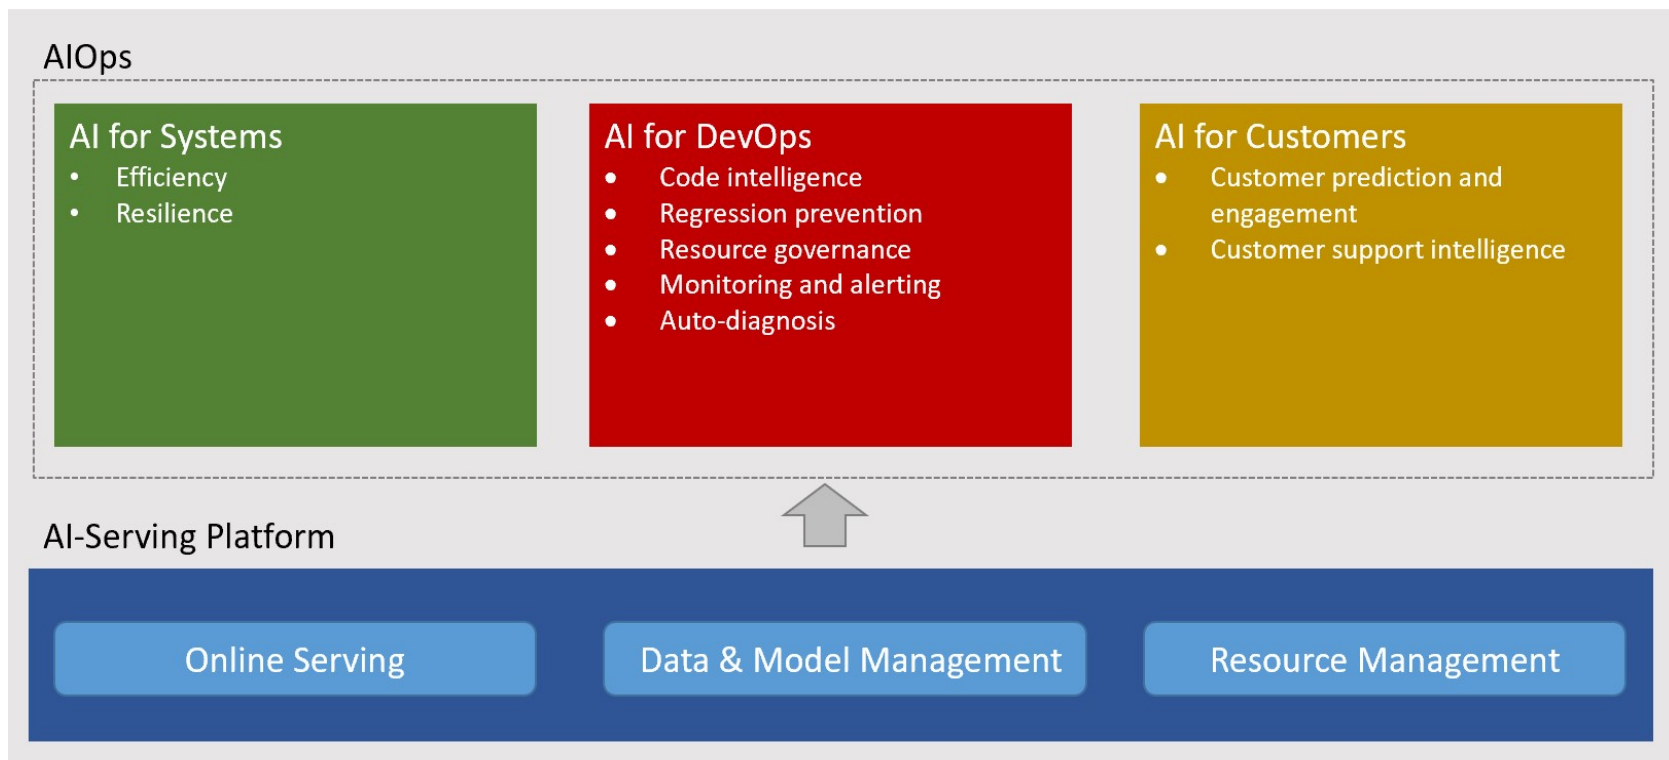 AIOps
AI for Systems
• Efficiency
• Resilience
AI for DevOps
• Code intelligence
• Regression prevention
• Resource governance
• Monitoring and alerting
• Auto-diagnosis
AI for Customers
• Customer prediction and
engagement
• Customer support intelligence
AI-Serving Platform
Online Serving
Data & Model Management
Resource Management